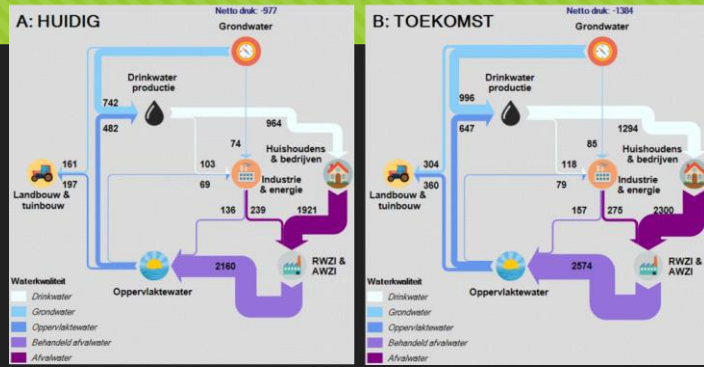 A: HUIDIG
Netto druk: -977
Grondwater
Drinkwater
productie
742
482
964
74
Huishoudens
& bedrijven
161
197
103
69
Industrie
& energie
Landbouw &
tuinbouw
136
239
1921
2160
RWZI &
AWZI
Oppervlaktewater
Waterkwaliteit
Drinkwater
Grondwater
Oppervlaktewater
Behandeld afvalwater
Afvalwater
B: TOEKOMST
Netto druk: -1384
Grondwater
Drinkwater
productie
996
647
1294
85
Huishoudens
& bedrijven
304
360
118
79
Industrie
& energie
Landbouw &
tuinbouw
157
275
2300
2574
RWZI &
AWZI
Oppervlaktewater
Waterkwaliteit
Drinkwater
Grondwater
Oppervlaktewater
Behandeld afvalwater
Afvalwater